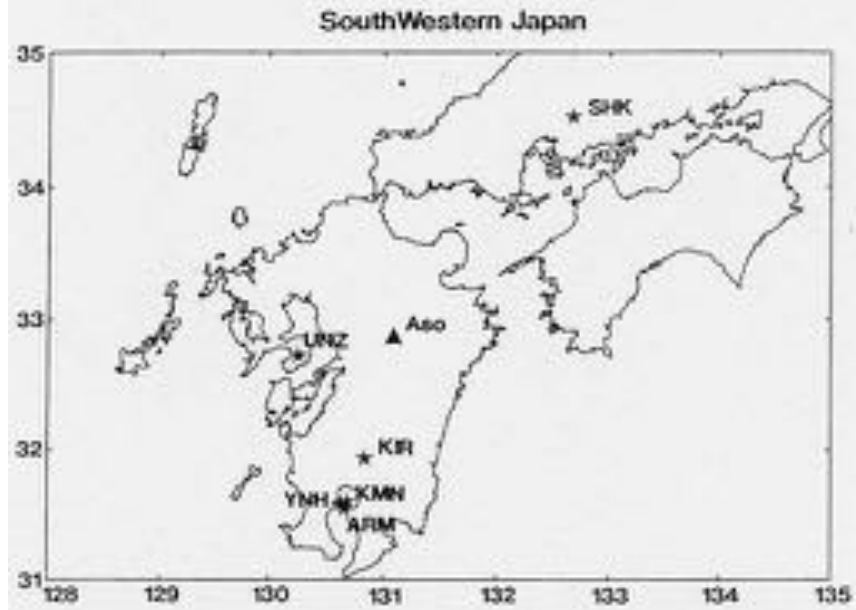 SouthWestern Japan
35
SHK
34
33
Aso
UNZ
32
KIR
YNH KMN
ARM
31
128 129 130 131 132 133 134 135